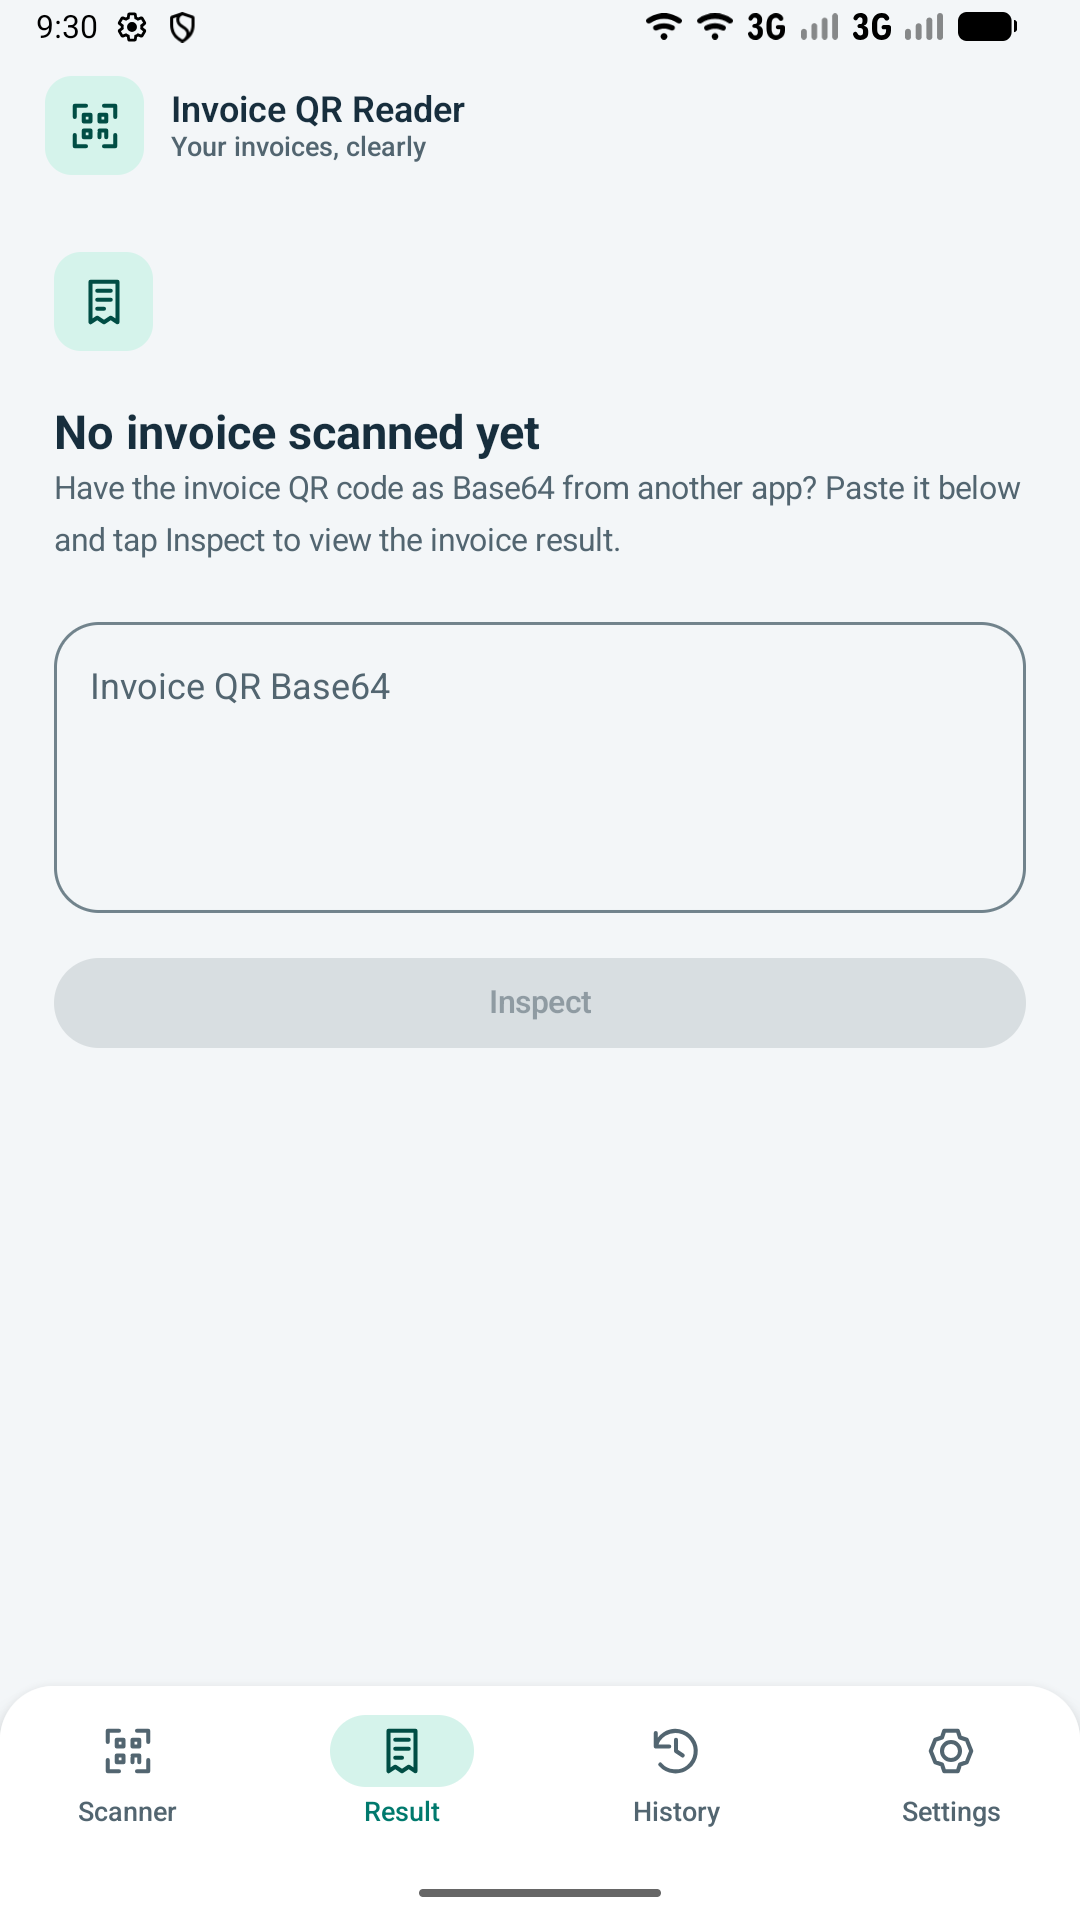 9:30
3G 3G
Invoice QR Reader
Your invoices, clearly
No invoice scanned yet
Have the invoice QR code as Base64 from another app? Paste it below
and tap Inspect to view the invoice result.
Invoice QR Base64
Inspect
Scanner Result History Settings